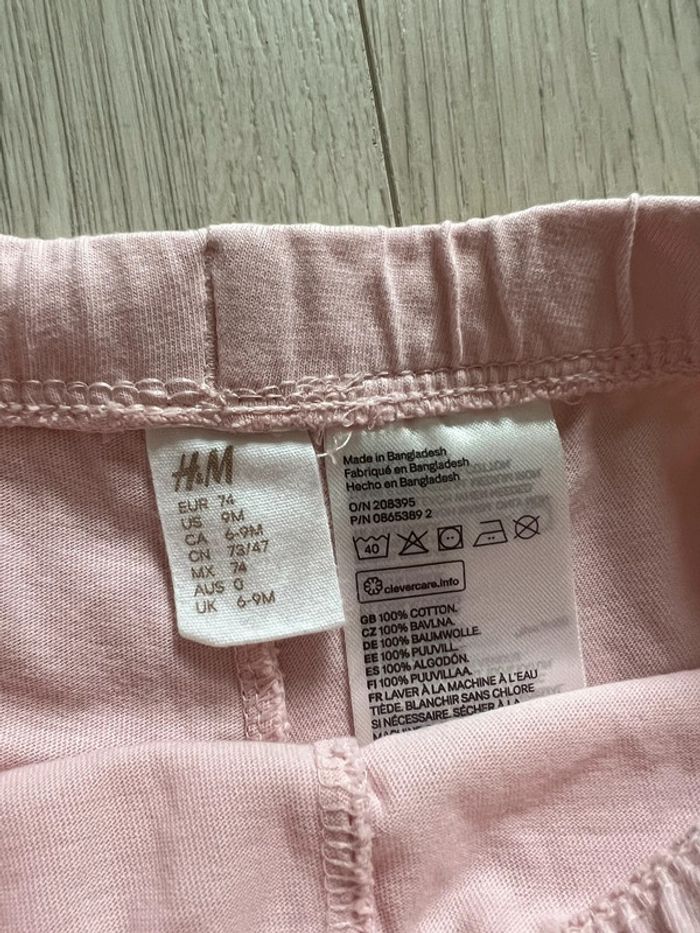 H&M
EUR 74
US 9M
CA 6-9M
CN 73/47
MX 74
AUS 0
UK 6-9M
Made in Bangladesh
Fabriqué en Bangladesh
Hecho en Bangladesh
O/N 208395
P/N 0865389 2
40
clevercare.info
GB 100% COTTON.
CZ 100% BAVLNA.
DE 100% BAUMWOLLE.
EE 100% PUUVILL.
ES 100% ALGODÓN.
FI 100% PUUVILLAA.
FR LAVER À LA MACHINE À L'EAU
TIÈDE. BLANCHIR SANS CHLORE
SI NÉCESSAIRE. SÉCHER À LA